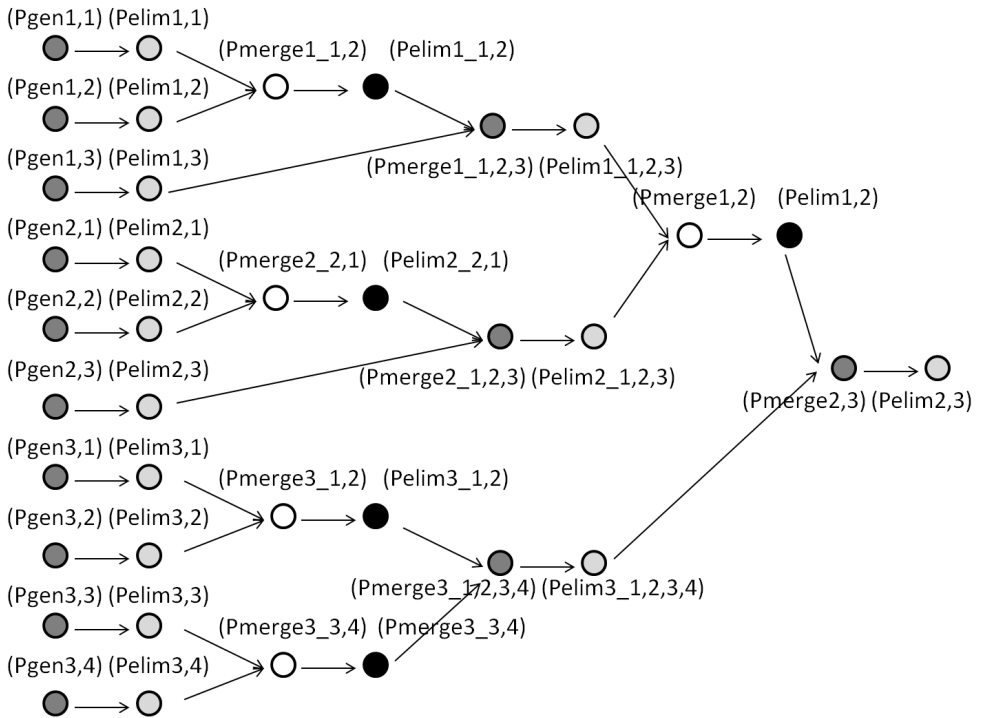 (Pgen1,1) (Pelim1,1)
(Pmerge1_1,2) (Pelim1_1,2)
(Pgen1,2) (Pelim1,2)
(Pgen1,3) (Pelim1,3)
(Pmerge1_1,2,3) (Pelim1_1,2,3)
(Pmerge1,2) (Pelim1,2)
(Pgen2,1) (Pelim2,1)
(Pmerge2_2,1) (Pelim2_2,1)
(Pgen2,2) (Pelim2,2)
(Pgen2,3) (Pelim2,3)
(Pmerge2_1,2,3) (Pelim2_1,2,3)
(Pmerge2,3) (Pelim2,3)
(Pgen3,1) (Pelim3,1)
(Pmerge3_1,2) (Pelim3_1,2)
(Pgen3,2) (Pelim3,2)
(Pmerge3_1,2,3,4) (Pelim3_1,2,3,4)
(Pgen3,3) (Pelim3,3)
(Pmerge3_3,4) (Pmerge3_3,4)
(Pgen3,4) (Pelim3,4)